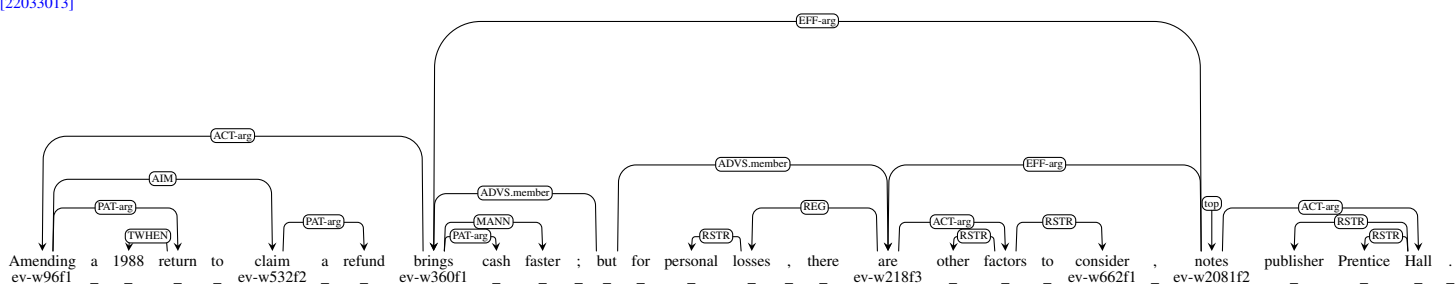 [22033013]
EFF-arg
ACT-arg
ADVS.member EFF-arg
AIM
ADVS.member
PAT-arg REG top ACT-arg
PAT-arg MANN ACT-arg RSTR RSTR
TWHEN PAT-arg RSTR RSTR RSTR
Amending a 1988 return to claim a refund brings cash faster ; but for personal losses , there are other factors to consider , notes publisher Prentice Hall .
ev-w96f1 _ _ _ _ ev-w532f2 _ _ ev-w360f1 _ _ _ _ _ _ _ _ _ ev-w218f3 _ _ _ ev-w662f1 _ ev-w2081f2 _ _ _ _